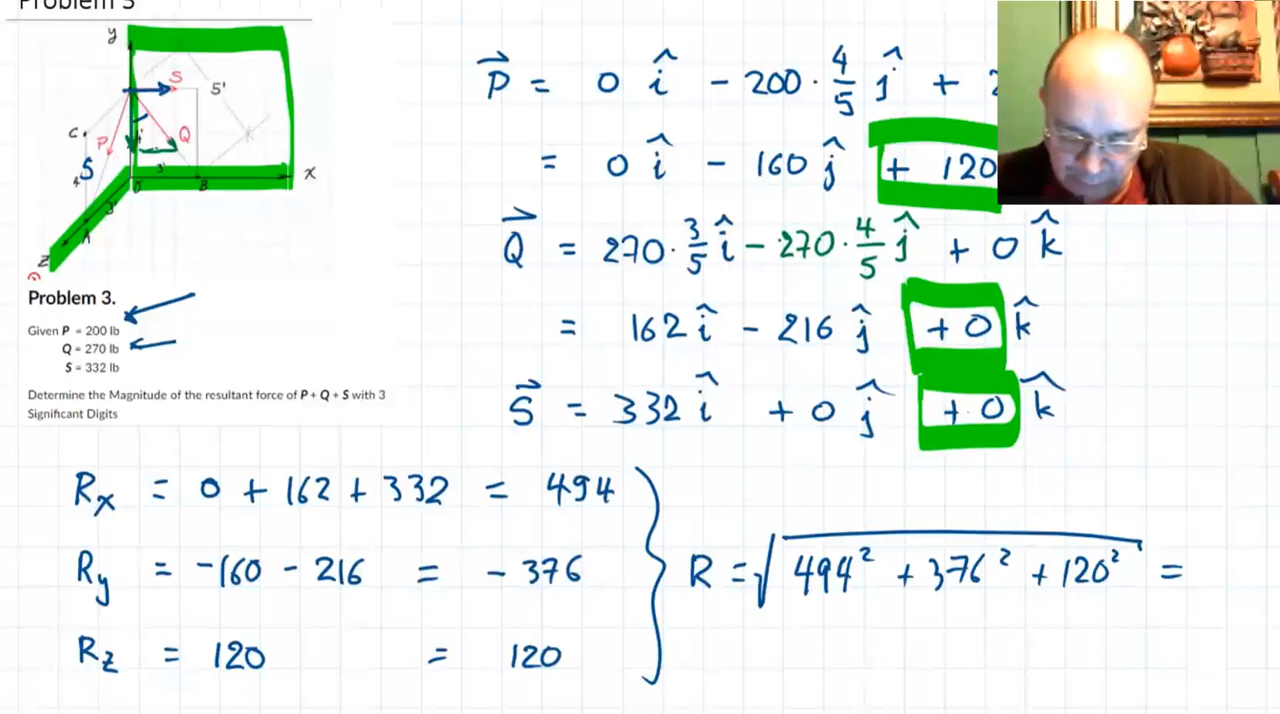 Problem 3
y
S
5'
C
P
Q
S
4'
3'
B
x
3'
A
z
Problem 3.
Given P = 200 lb
Q = 270 lb
S = 332 lb
Determine the Magnitude of the resultant force of P + Q + S with 3
Significant Digits
P⃗ = 0 î - 200 · 4/5 ĵ +
= 0 î - 160 ĵ + 120
Q⃗ = 270 · 3/5 î - 270 · 4/5 ĵ + 0 k̂
= 162 î - 216 ĵ + 0 k̂
S⃗ = 332 î + 0 ĵ + 0 k̂
Rx = 0 + 162 + 332 = 494
Ry = -160 - 216 = - 376
Rz = 120 = 120
R = √494² + 376² + 120² =